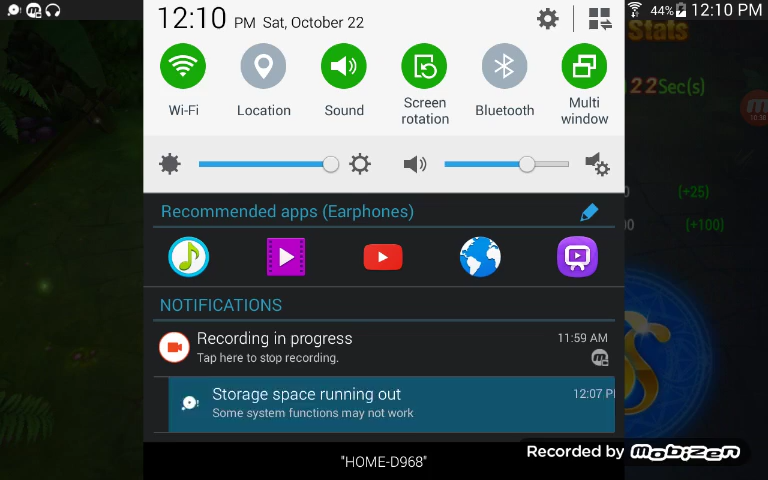 12:10 PM Sat, October 22
44% 12:10 PM
Stats
22Sec(s)
10:36
Wi-Fi
Location
Sound
Screen rotation
Bluetooth
Multi window
Recommended apps (Earphones)
(+25)
(+100)
NOTIFICATIONS
Recording in progress
11:59 AM
Tap here to stop recording.
Storage space running out
12:07 P
Some system functions may not work
"HOME-D968"
Recorded by Mobizen